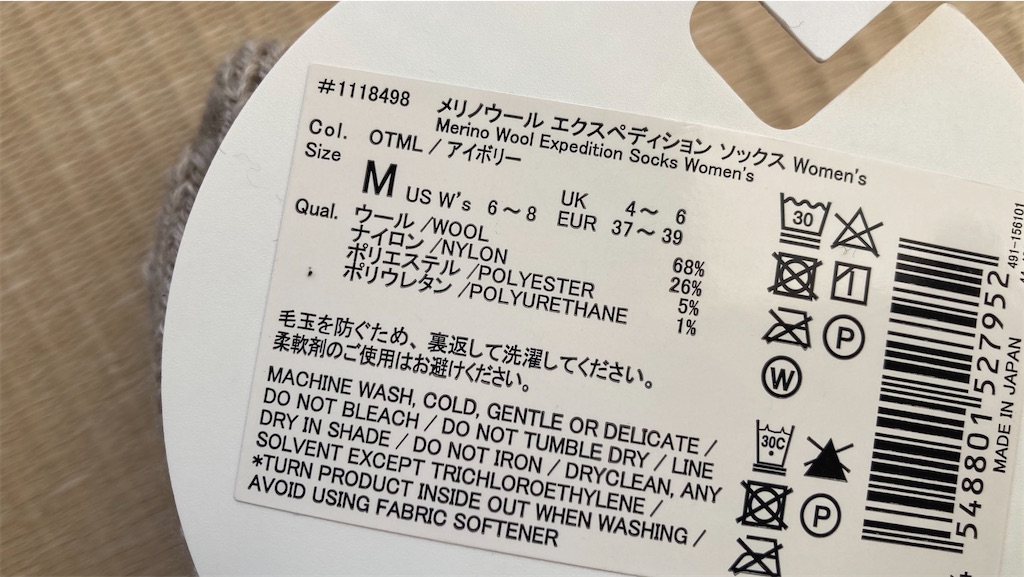 #1118498
メリノウール エクスペディション ソックス Women's
Merino Wool Expedition Socks Women's
Col. OTML / アイボリー
Size M US W's 6～8 UK 4～ 6
EUR 37～39
Qual. ウール /WOOL 68%
ナイロン /NYLON 26%
ポリエステル /POLYESTER 5%
ポリウレタン /POLYURETHANE 1%
毛玉を防ぐため、裏返して洗濯してください。
柔軟剤のご使用はお避けください。
MACHINE WASH, COLD, GENTLE OR DELICATE /
DO NOT BLEACH / DO NOT TUMBLE DRY / LINE
DRY IN SHADE / DO NOT IRON / DRYCLEAN, ANY
SOLVENT EXCEPT TRICHLOROETHYLENE /
*TURN PRODUCT INSIDE OUT WHEN WASHING /
AVOID USING FABRIC SOFTENER
30
P
W
30C
P
548801 527952
MADE IN JAPAN
491-156101